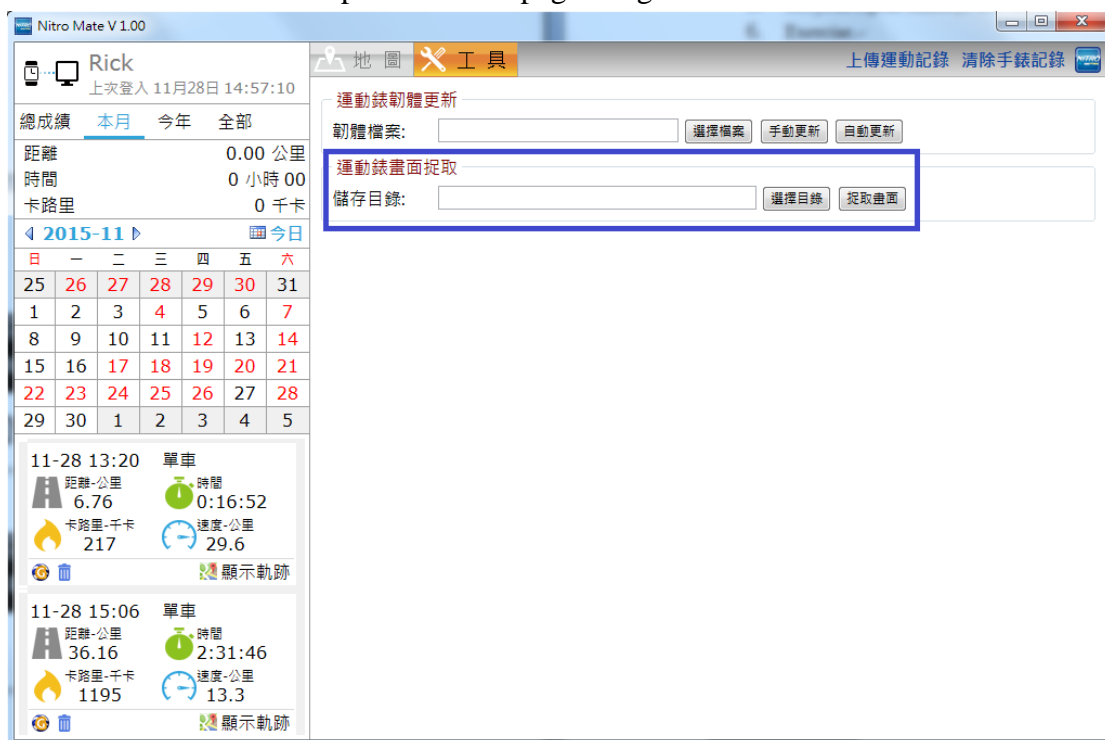 Nitro Mate V 1.00
Rick
上次登入 11月28日 14:57:10
地 圖 工 具 上傳運動記錄 清除手錶記錄
總成績 本月 今年 全部
距離 0.00 公里
時間 0 小時 00
卡路里 0 千卡
2015-11 今日
日 一 二 三 四 五 六
25 26 27 28 29 30 31
1 2 3 4 5 6 7
8 9 10 11 12 13 14
15 16 17 18 19 20 21
22 23 24 25 26 27 28
29 30 1 2 3 4 5
11-28 13:20 單車
距離-公里 時間
6.76 0:16:52
卡路里-千卡 速度-公里
217 29.6
顯示軌跡
11-28 15:06 單車
距離-公里 時間
36.16 2:31:46
卡路里-千卡 速度-公里
1195 13.3
顯示軌跡
運動錶韌體更新
韌體檔案: 選擇檔案 手動更新 自動更新
運動錶畫面捉取
儲存目錄: 選擇目錄 捉取畫面